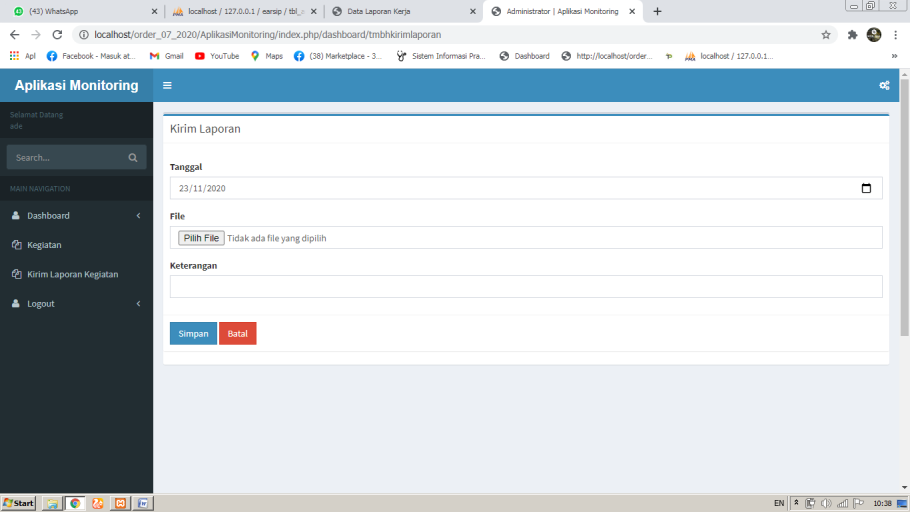 (43) WhatsApp
localhost / 127.0.0.1 / earsip / tbl_
Data Laporan Kerja
Administrator | Aplikasi Monitoring
localhost/order_07_2020/AplikasiMonitoring/index.php/dashboard/tmbhkirimlaporan
Apl
Facebook - Masuk at...
Gmail
YouTube
Maps
(38) Marketplace - 3...
Sistem Informasi Pra...
Dashboard
http://localhost/order...
localhost / 127.0.0.1...
Aplikasi Monitoring
Selamat Datang
ade
Search...
MAIN NAVIGATION
Dashboard
Kegiatan
Kirim Laporan Kegiatan
Logout
Kirim Laporan
Tanggal
23/11/2020
File
Pilih File Tidak ada file yang dipilih
Keterangan
Simpan Batal
Start
EN
10:38